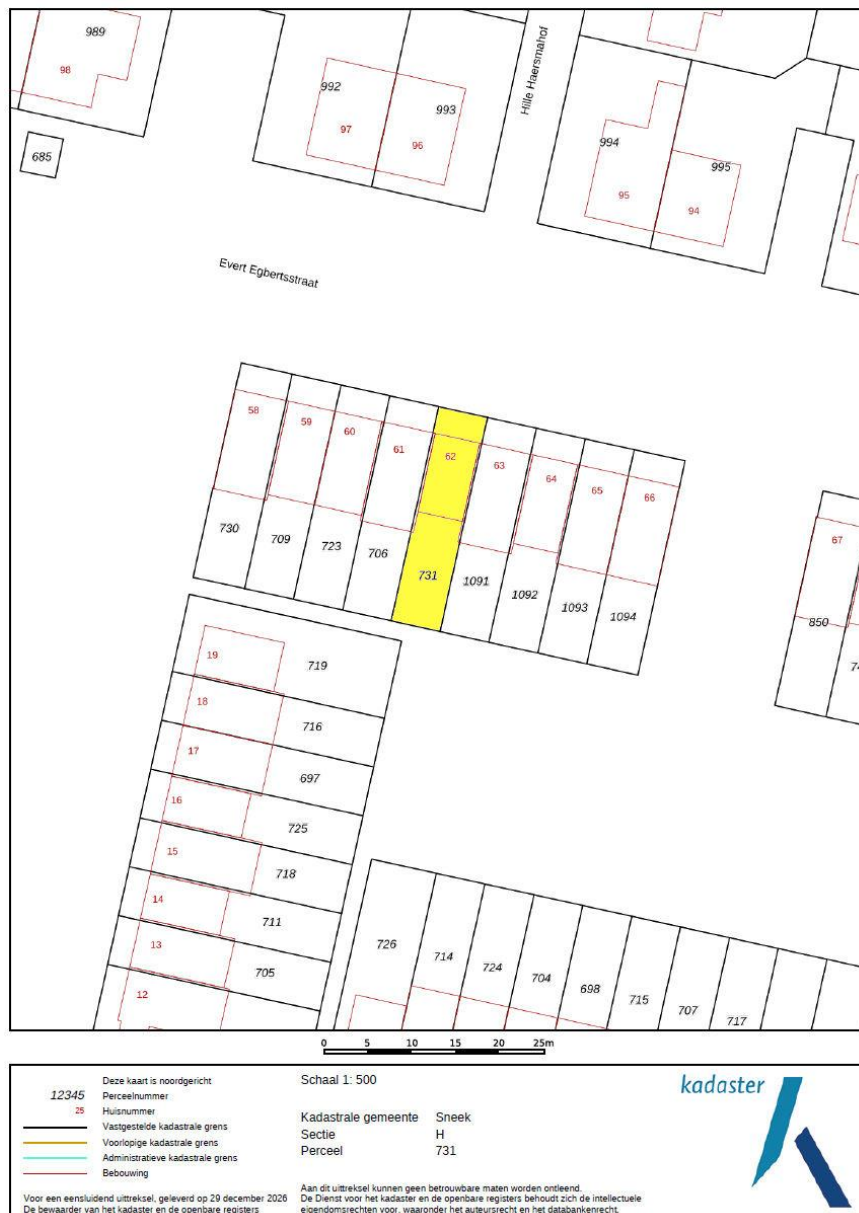 989
98
992
993
97
96
Hille Haersmahof
994
995
95
94
685
Evert Egbertsstraat
58
59
60
61
62
63
64
65
66
67
730
709
723
706
731
1091
1092
1093
1094
850
19
719
18
716
17
697
16
725
15
718
14
711
13
705
12
726
714
724
704
698
715
707
717
0 5 10 15 20 25m
Deze kaart is noordgericht
12345 Perceelnummer
25 Huisnummer
Vastgestelde kadastrale grens
Voorlopige kadastrale grens
Administratieve kadastrale grens
Bebouwing
Voor een eensluidend uittreksel, geleverd op 29 december 2026
De bewaarder van het kadaster en de openbare registers
Schaal 1: 500
Kadastrale gemeente Sneek
Sectie H
Perceel 731
Aan dit uittreksel kunnen geen betrouwbare maten worden ontleend.
De Dienst voor het kadaster en de openbare registers behoudt zich de intellectuele
eigendomsrechten voor, waaronder het auteursrecht en het databankenrecht.
kadaster